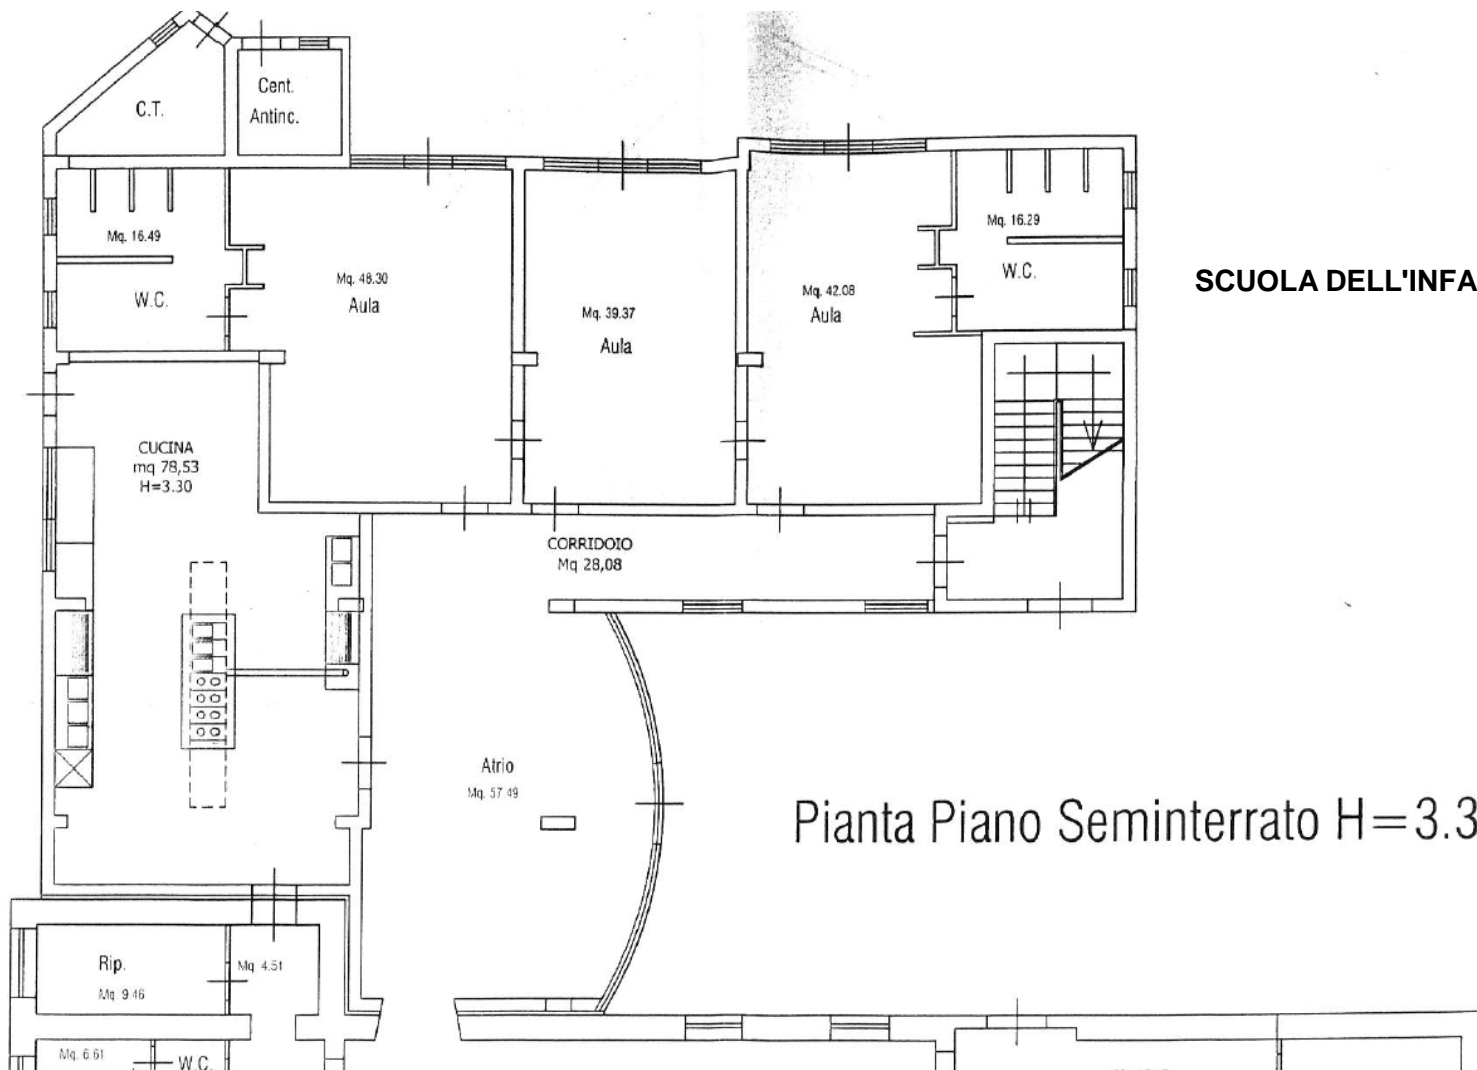 C.T.
Cent.
Antinc.
Mq. 16.49
W.C.
Mq. 48.30
Aula
Mq. 39.37
Aula
Mq. 42.08
Aula
Mq. 16.29
W.C.
SCUOLA DELL'INFA
CUCINA
mq 78,53
H=3.30
CORRIDOIO
Mq 28,08
Atrio
Mq. 57.49
Pianta Piano Seminterrato H=3.3
Rip.
Mq 9.46
Mq 4.51
Mq. 6.61
W.C.